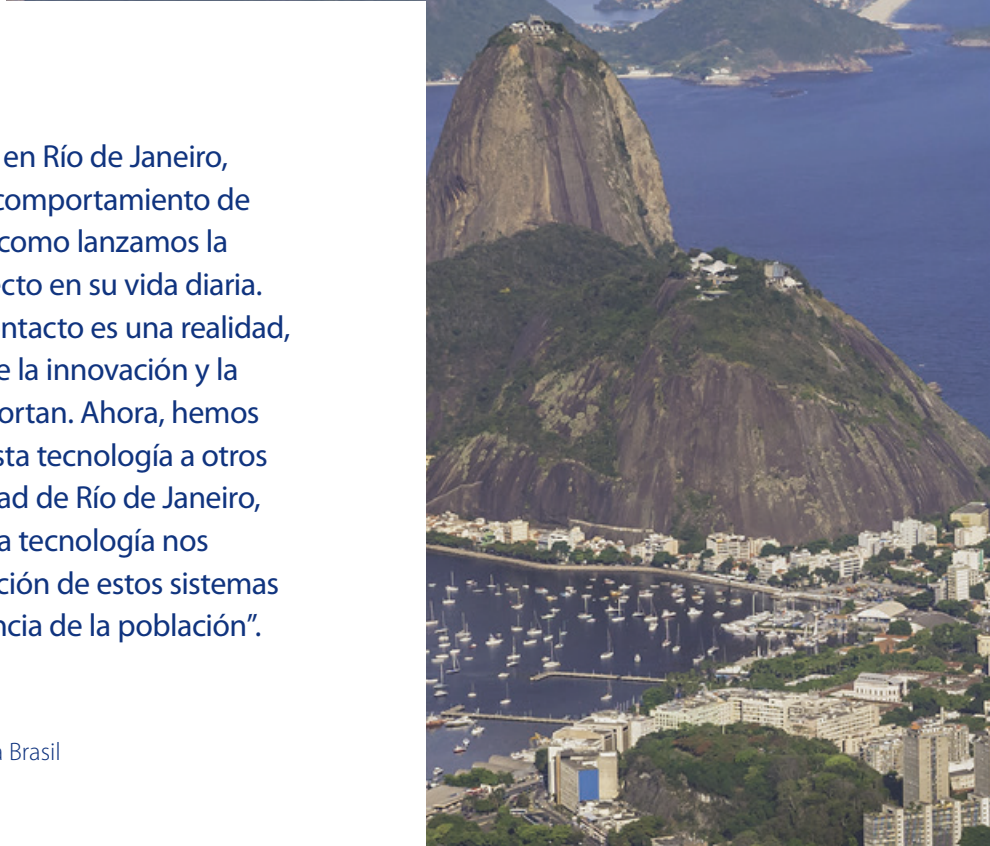 en Río de Janeiro,
comportamiento de
como lanzamos la
ecto en su vida diaria.
ntacto es una realidad,
e la innovación y la
ortan. Ahora, hemos
sta tecnología a otros
ad de Río de Janeiro,
a tecnología nos
ción de estos sistemas
ncia de la población”.
a Brasil